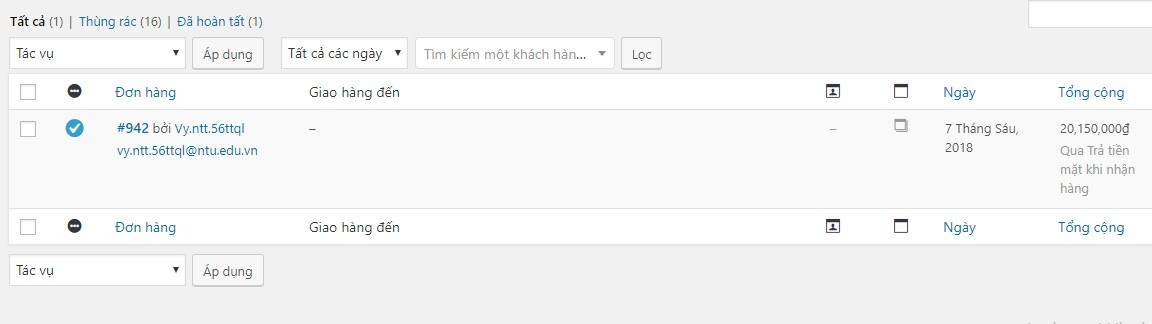 Tất cả (1) | Thùng rác (16) | Đã hoàn tất (1)
Tác vụ Áp dụng Tất cả các ngày Tìm kiếm một khách hàn... Lọc
Đơn hàng Giao hàng đến Ngày Tổng cộng
#942 bởi Vy.ntt.56ttql – – 7 Tháng Sáu, 20,150,000₫
vy.ntt.56ttql@ntu.edu.vn 2018 Qua Trả tiền
mặt khi nhận
hàng
Đơn hàng Giao hàng đến Ngày Tổng cộng
Tác vụ Áp dụng